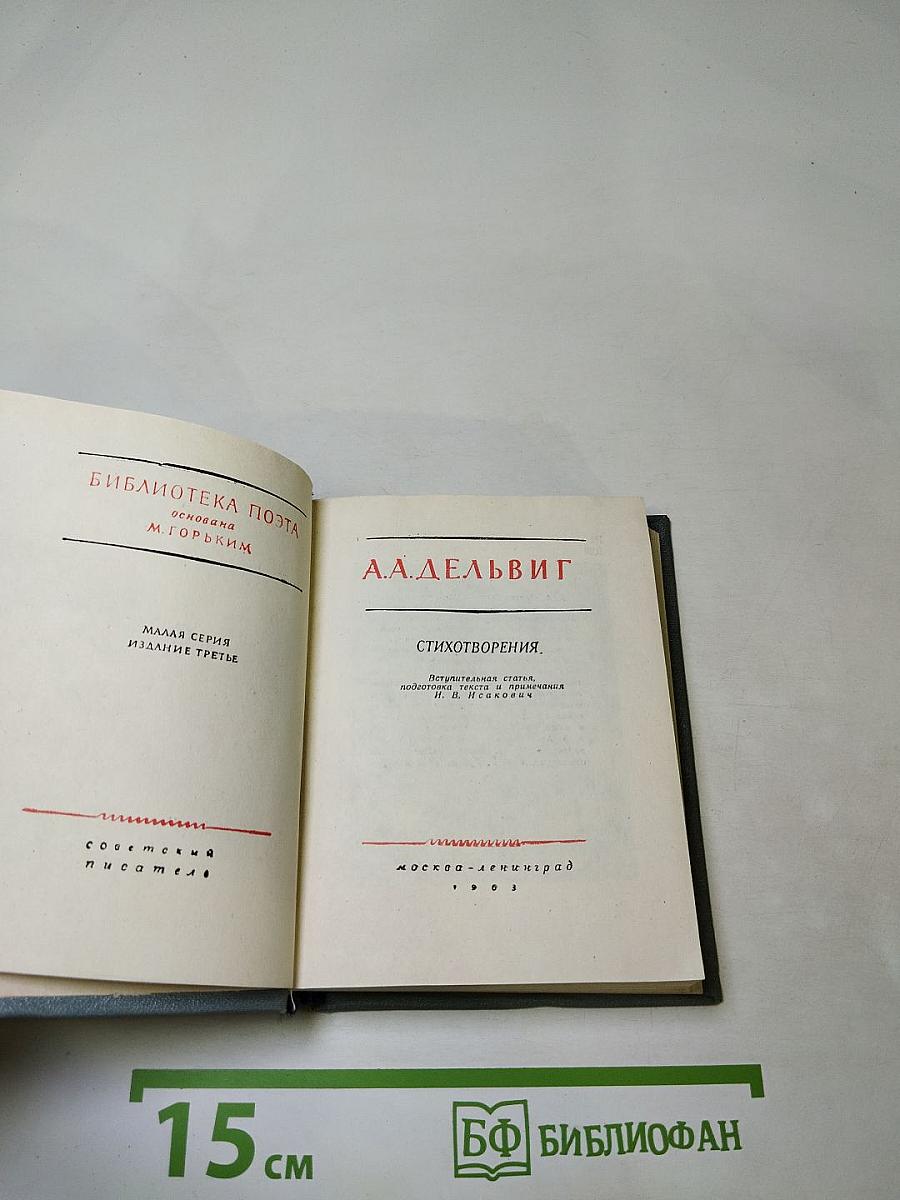 БИБЛИОТЕКА ПОЭТА
основана
М. ГОРЬКИМ
МАЛАЯ СЕРИЯ
ИЗДАНИЕ ТРЕТЬЕ
советский
писатель
А. А. ДЕЛЬВИГ
СТИХОТВОРЕНИЯ
Вступительная статья,
подготовка текста и примечания
И. В. Исакович
москва-ленинград
1963
15 см
БФ БИБЛИОФАН